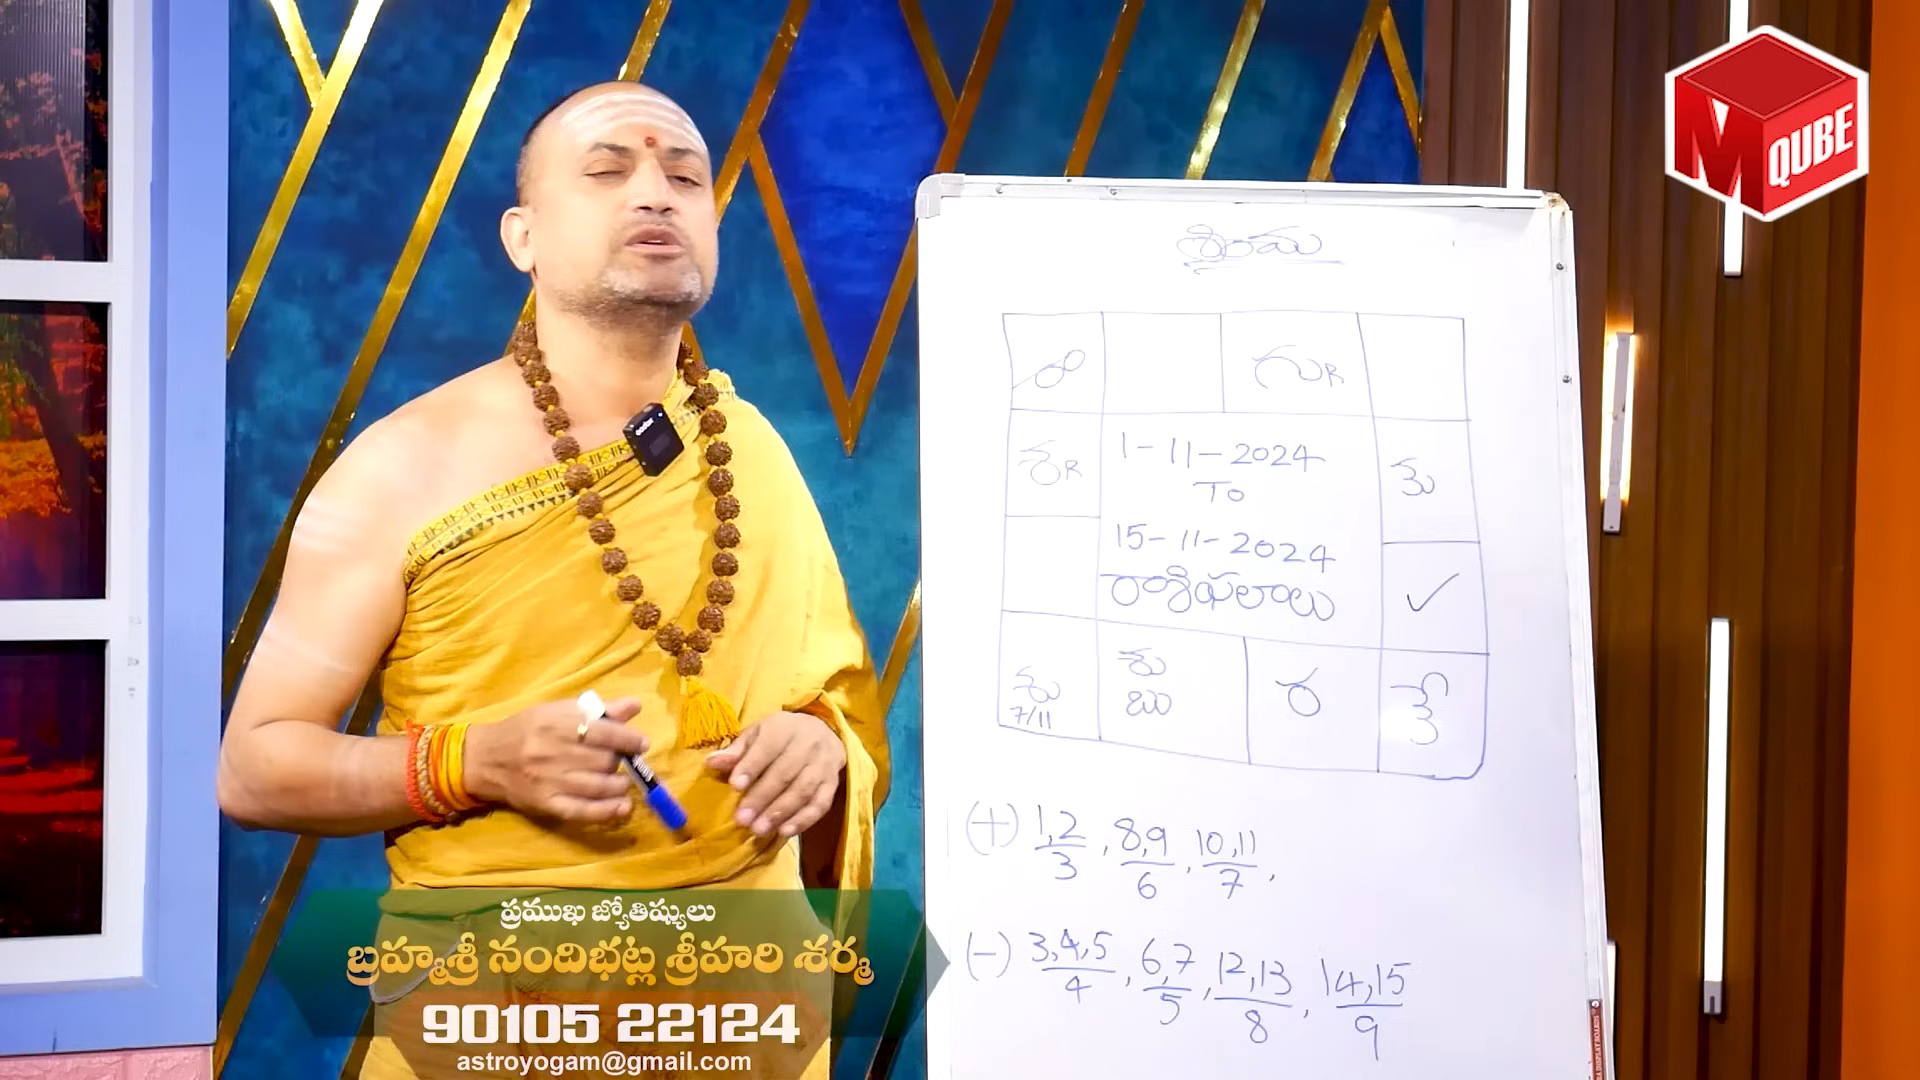 M QUBE
శ్రీరామ
రా
గుR
శR
కు
1-11-2024
To
15-11-2024
రాశిఫలాలు
✓
శు
7/11
శు
బు
ర
కే
(+) 1,2/3, 8,9/6, 10,11/7,
(-) 3,4,5/4, 6,7/5, 12,13/8, 14,15/9
ప్రముఖ జ్యోతిష్యులు
బ్రహ్మశ్రీ నందిభట్ల శ్రీహరి శర్మ
90105 22124
astroyogam@gmail.com